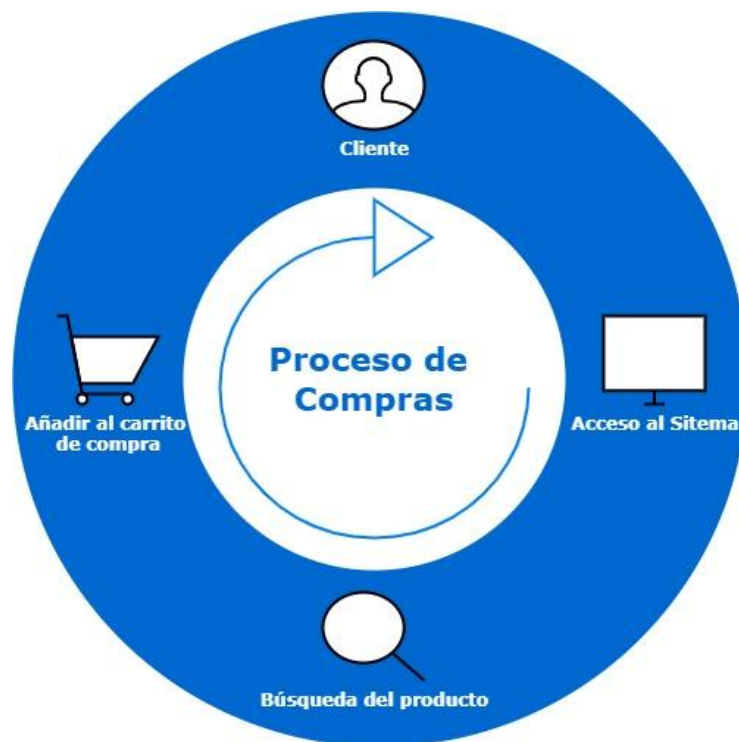 Cliente
Proceso de
Compras
Añadir al carrito
de compra
Acceso al Sitema
Búsqueda del producto